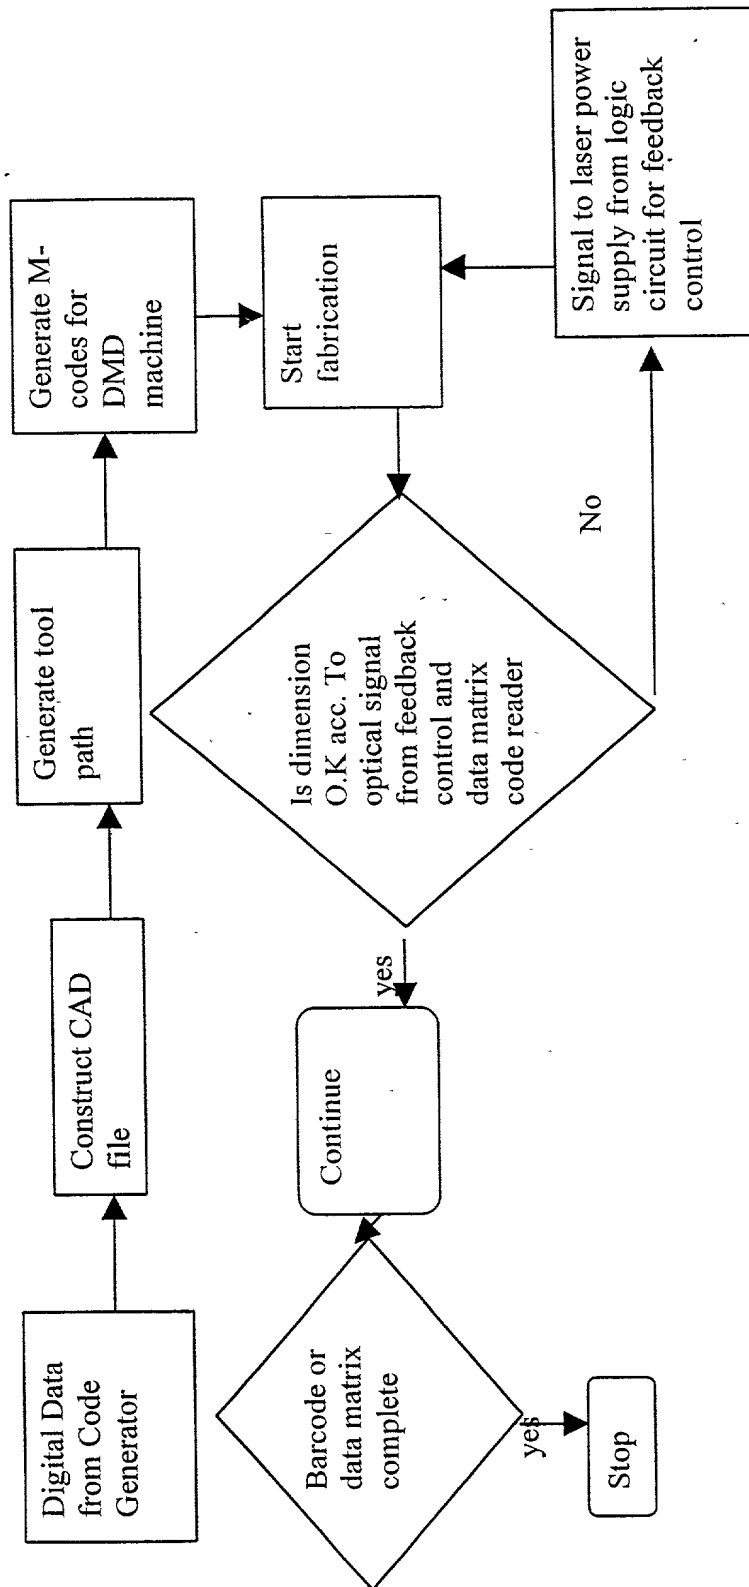 Digital Data
from Code
Generator
Construct CAD
file
Generate tool
path
Generate M-
codes for
DMD
machine
Start
fabrication
Is dimension
O.K acc. To
optical signal
from feedback
control and
data matrix
code reader
No
Signal to laser power
supply from logic
circuit for feedback
control
yes
Continue
Barcode or
data matrix
complete
yes
Stop